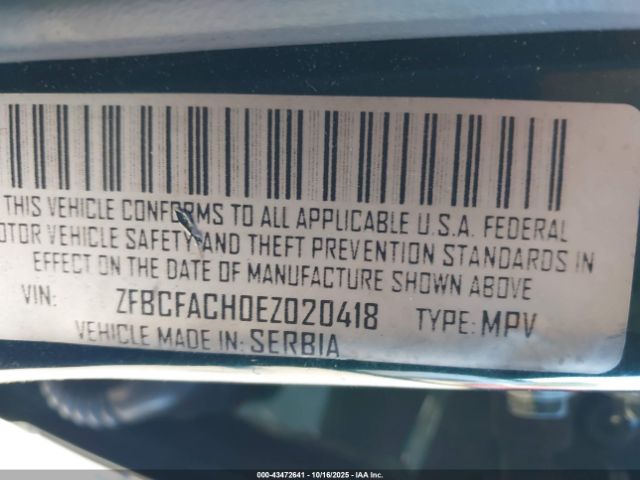 THIS VEHICLE CONFORMS TO ALL APPLICABLE U.S.A. FEDERAL
OTOR VEHICLE SAFETY AND THEFT PREVENTION STANDARDS IN
EFFECT ON THE DATE OF MANUFACTURE SHOWN ABOVE
VIN: ZFBCFACH0EZ020418 TYPE: MPV
VEHICLE MADE IN: SERBIA
000-43472641 - 10/16/2025 - IAA Inc.